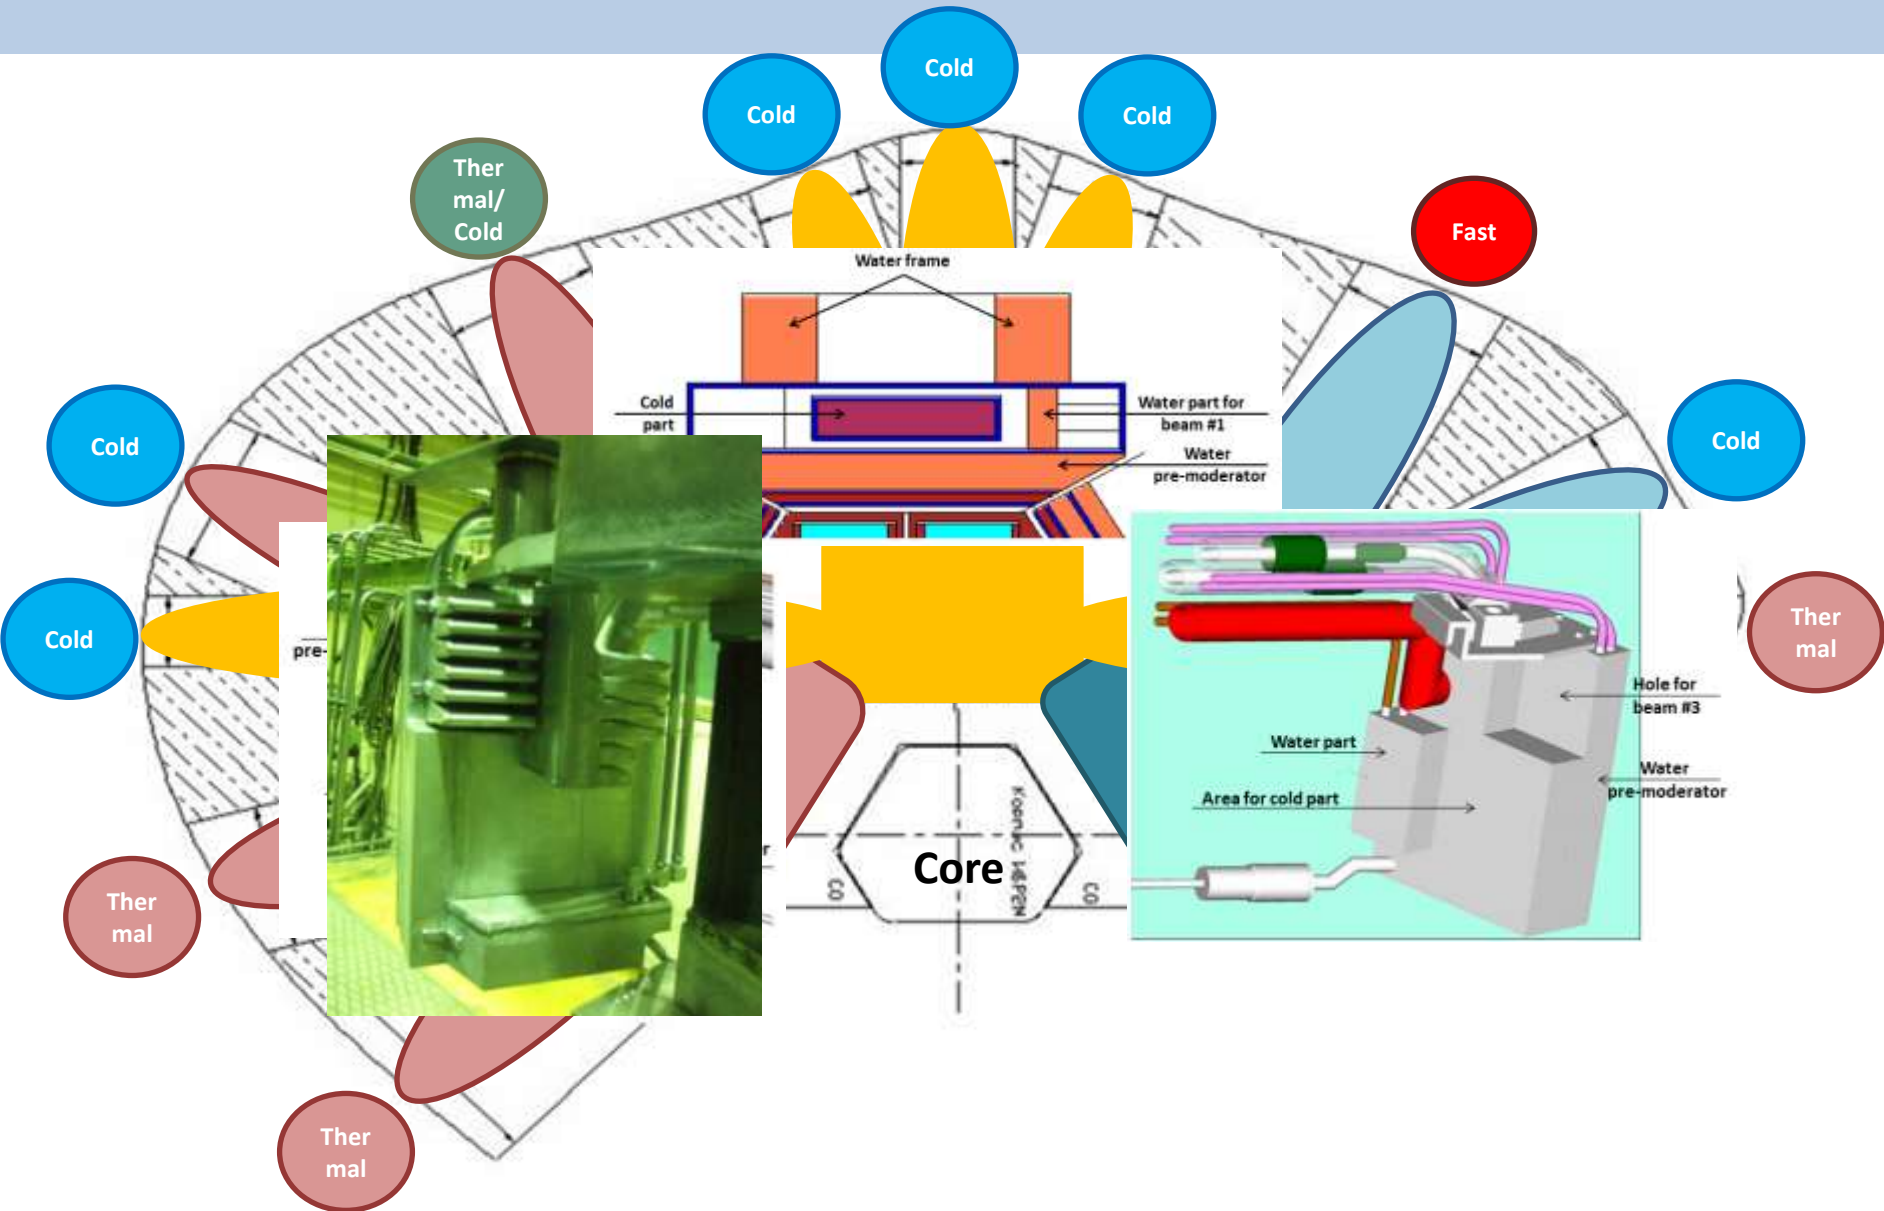 Cold
Cold
Cold
Ther
mal/
Cold
Fast
Water frame
Cold
part
Water part for
beam #1
Water
pre-moderator
Cold
Cold
Cold
pre-
Ther
mal
Hole for
beam #3
Water part
Water
pre-moderator
Area for cold part
Core
СО
СО
Ther
mal
Ther
mal